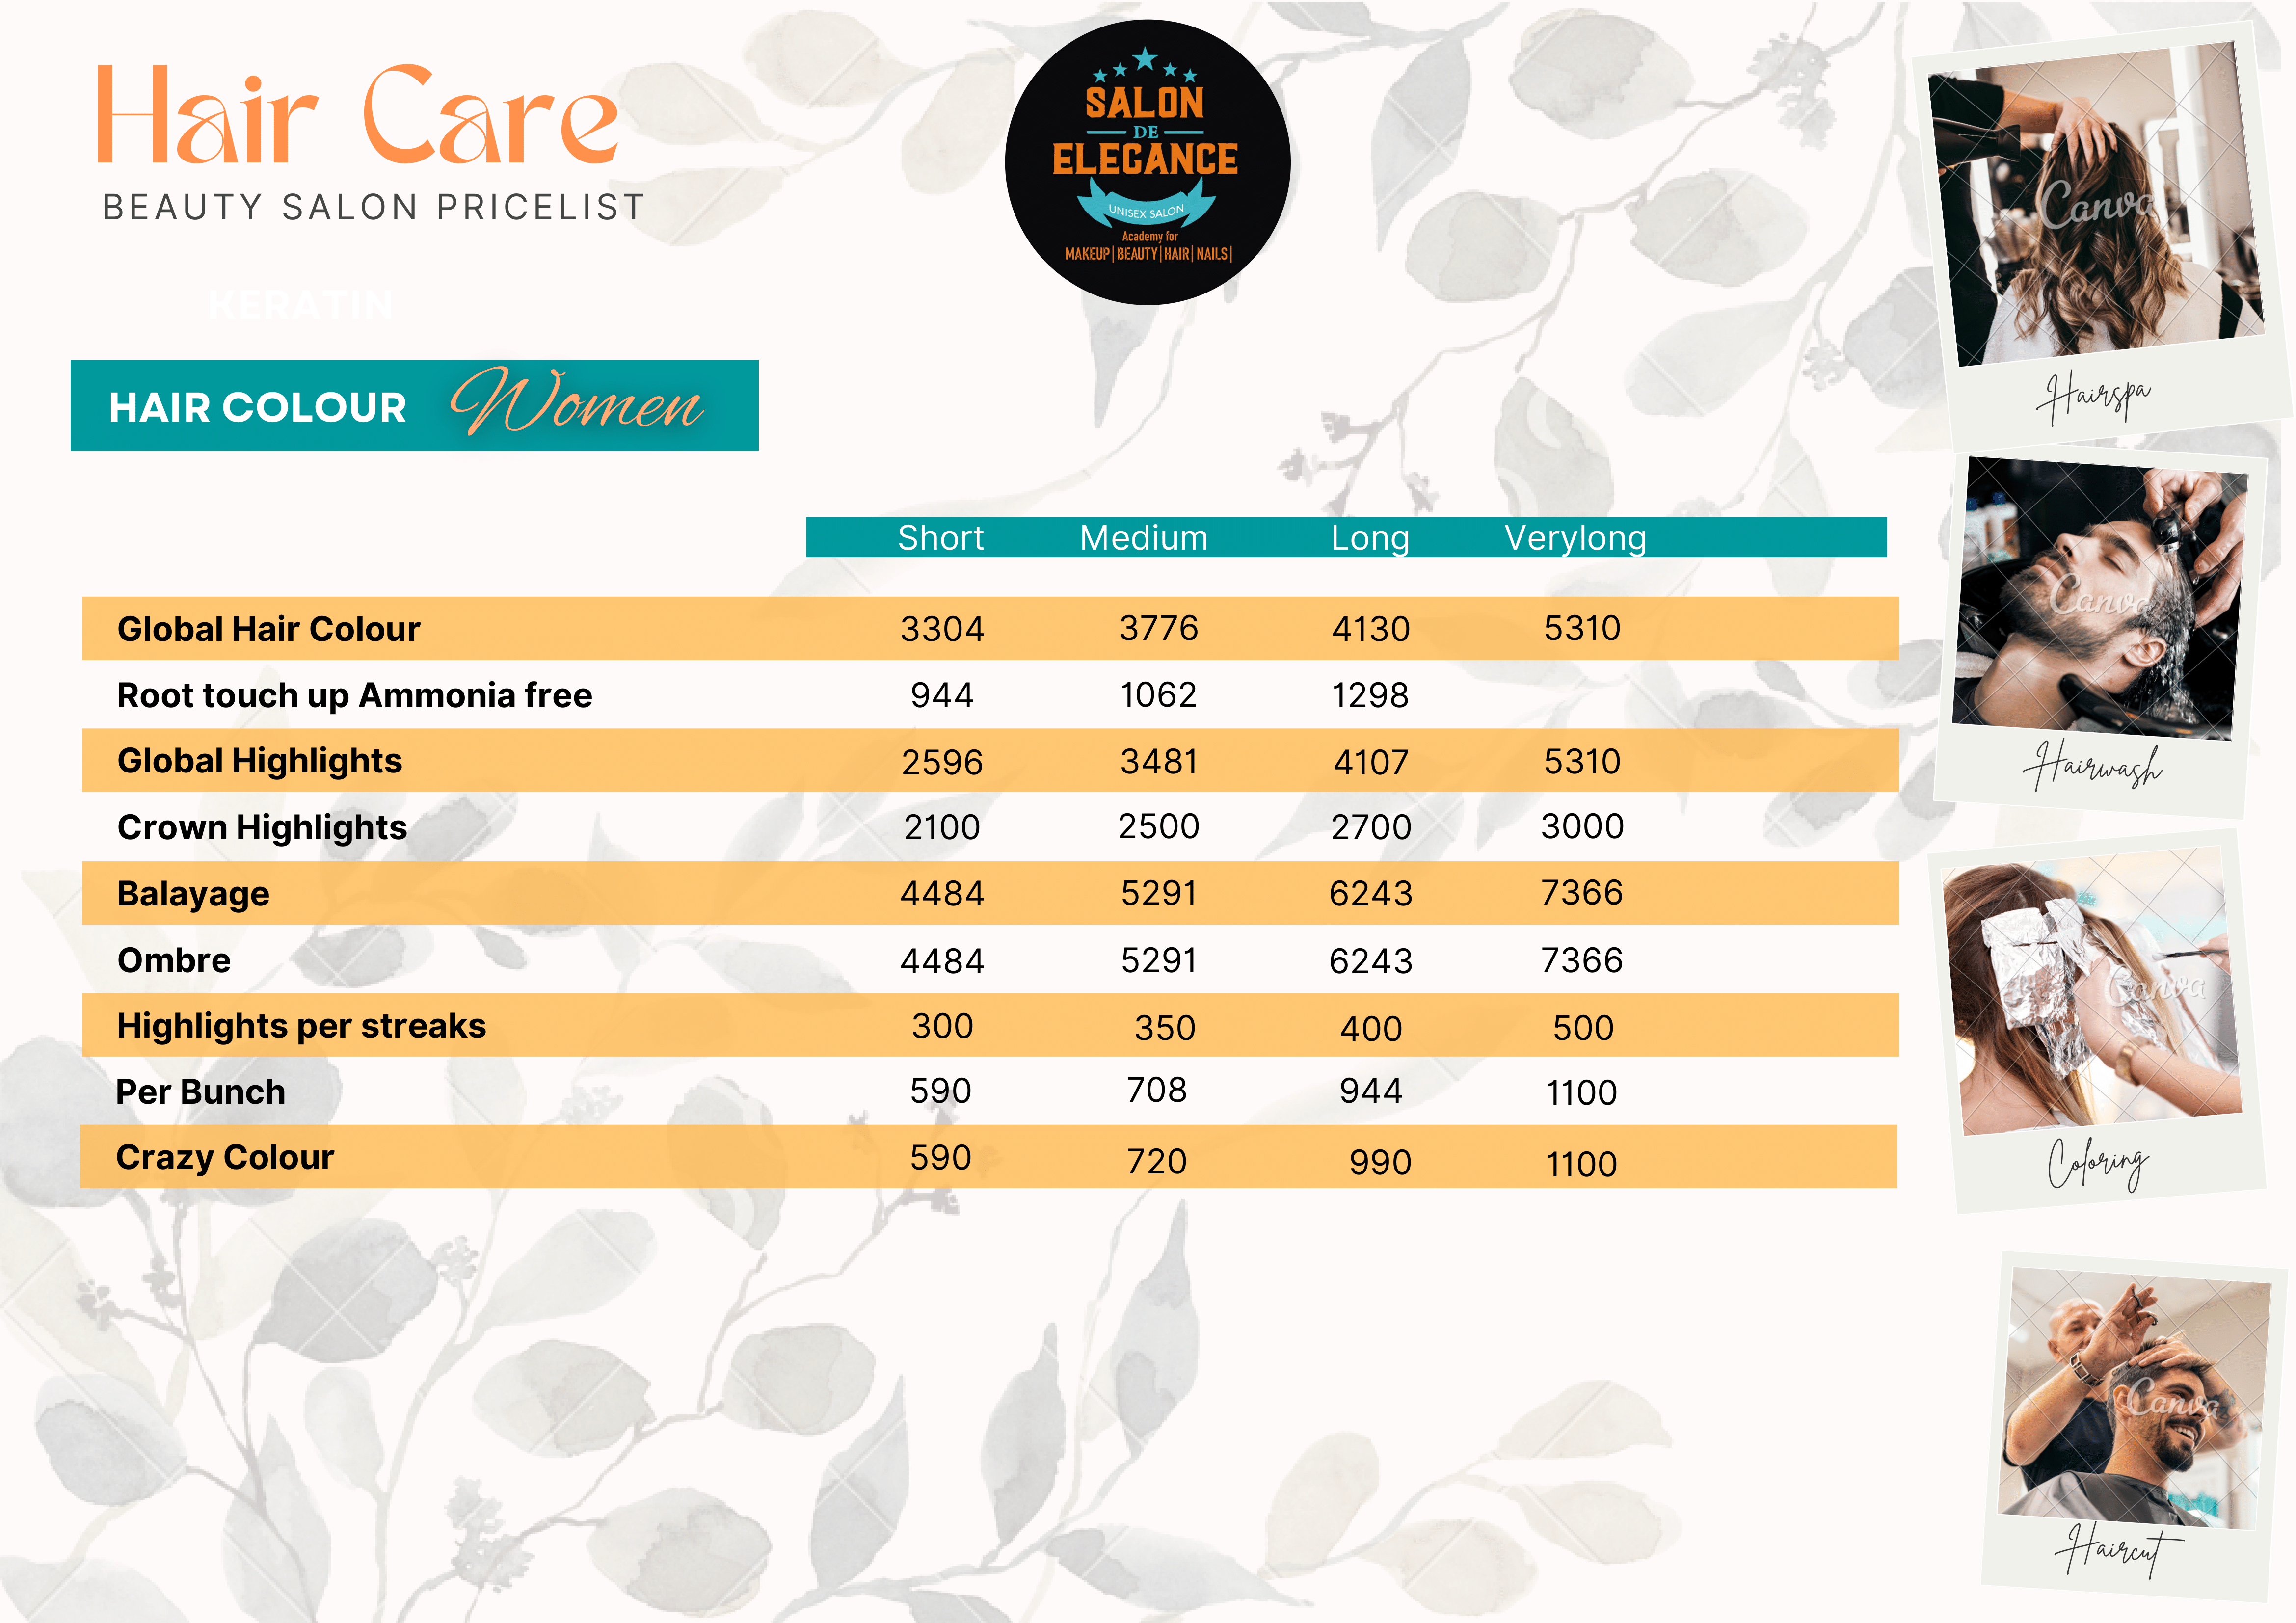 Hair Care
BEAUTY SALON PRICELIST
SALON
DE
ELEGANCE
UNISEX SALON
Academy for
MAKEUP|BEAUTY|HAIR|NAILS|
KERATIN
HAIR COLOUR Women
Short Medium Long Verylong
Global Hair Colour 3304 3776 4130 5310
Root touch up Ammonia free 944 1062 1298
Global Highlights 2596 3481 4107 5310
Crown Highlights 2100 2500 2700 3000
Balayage 4484 5291 6243 7366
Ombre 4484 5291 6243 7366
Highlights per streaks 300 350 400 500
Per Bunch 590 708 944 1100
Crazy Colour 590 720 990 1100
Canva
Hairspa
Canva
Hairwash
Canva
Coloring
Canva
Haircut